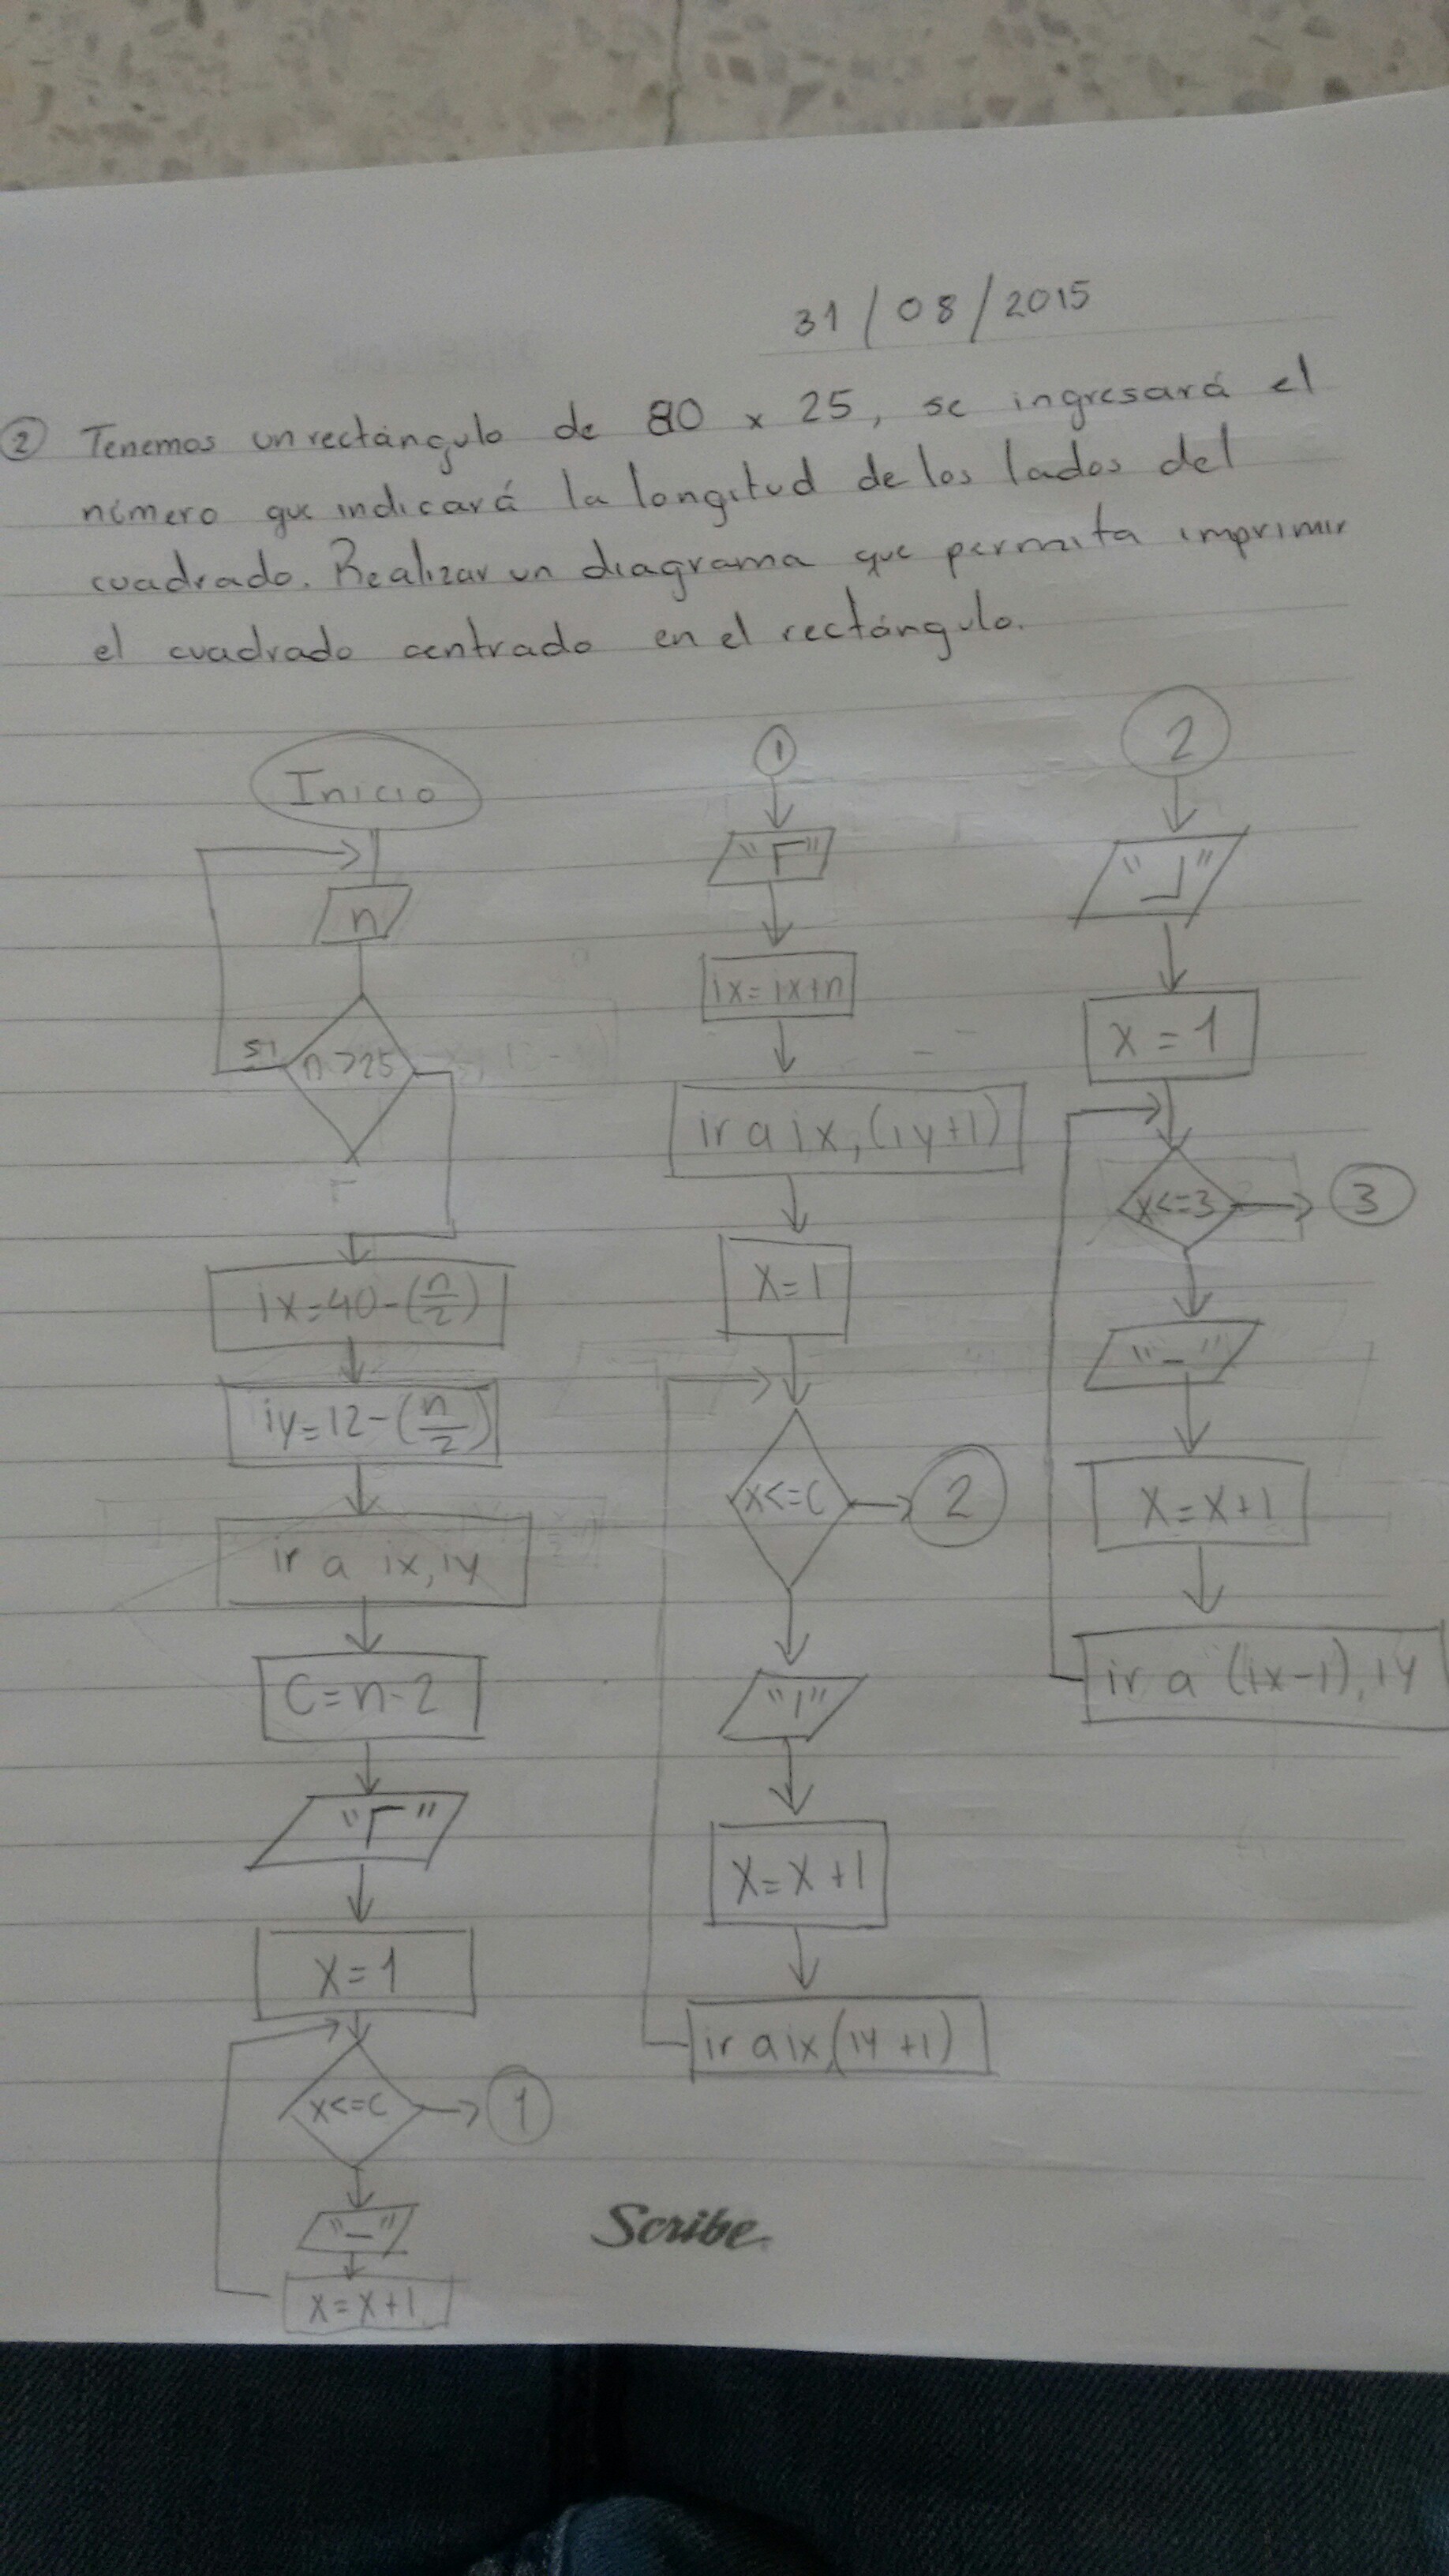 31/08/2015
② Tenemos un rectángulo de 80 x 25, se ingresará el
número que indicará la longitud de los lados del
cuadrado. Realizar un diagrama que permita imprimir
el cuadrado centrado en el rectángulo.
Inicio
n
n>25
si
ix=40-(n/2)
iy=12-(n/2)
ir a ix,iy
C=n-2
"┌"
X=1
x<=c
1
"_"
X=X+1
1
"┌"
ix=ix+n
ir a ix,(iy+1)
X=1
X<=C
2
"|"
X=X+1
ir a ix,(iy+1)
2
"┘"
X=1
X<=3
3
"_"
X=X+1
ir a (ix-1),iy
Scribe